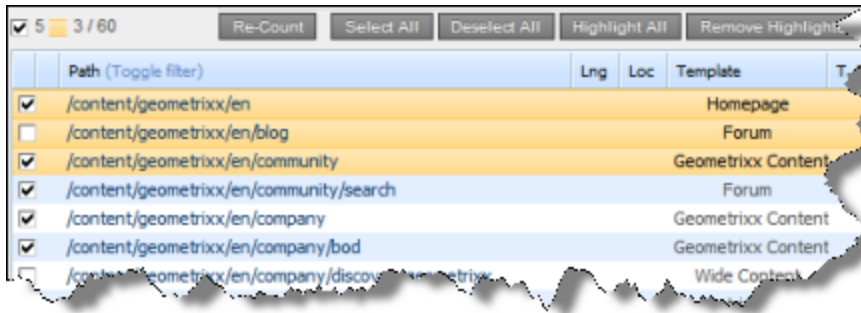 5 3 / 60 Re-Count Select All Deselect All Highlight All Remove Highlight
Path (Toggle filter) Lng Loc Template
/content/geometrixx/en Homepage
/content/geometrixx/en/blog Forum
/content/geometrixx/en/community Geometrixx Content
/content/geometrixx/en/community/search Forum
/content/geometrixx/en/company Geometrixx Content
/content/geometrixx/en/company/bod Geometrixx Content
Wide Content